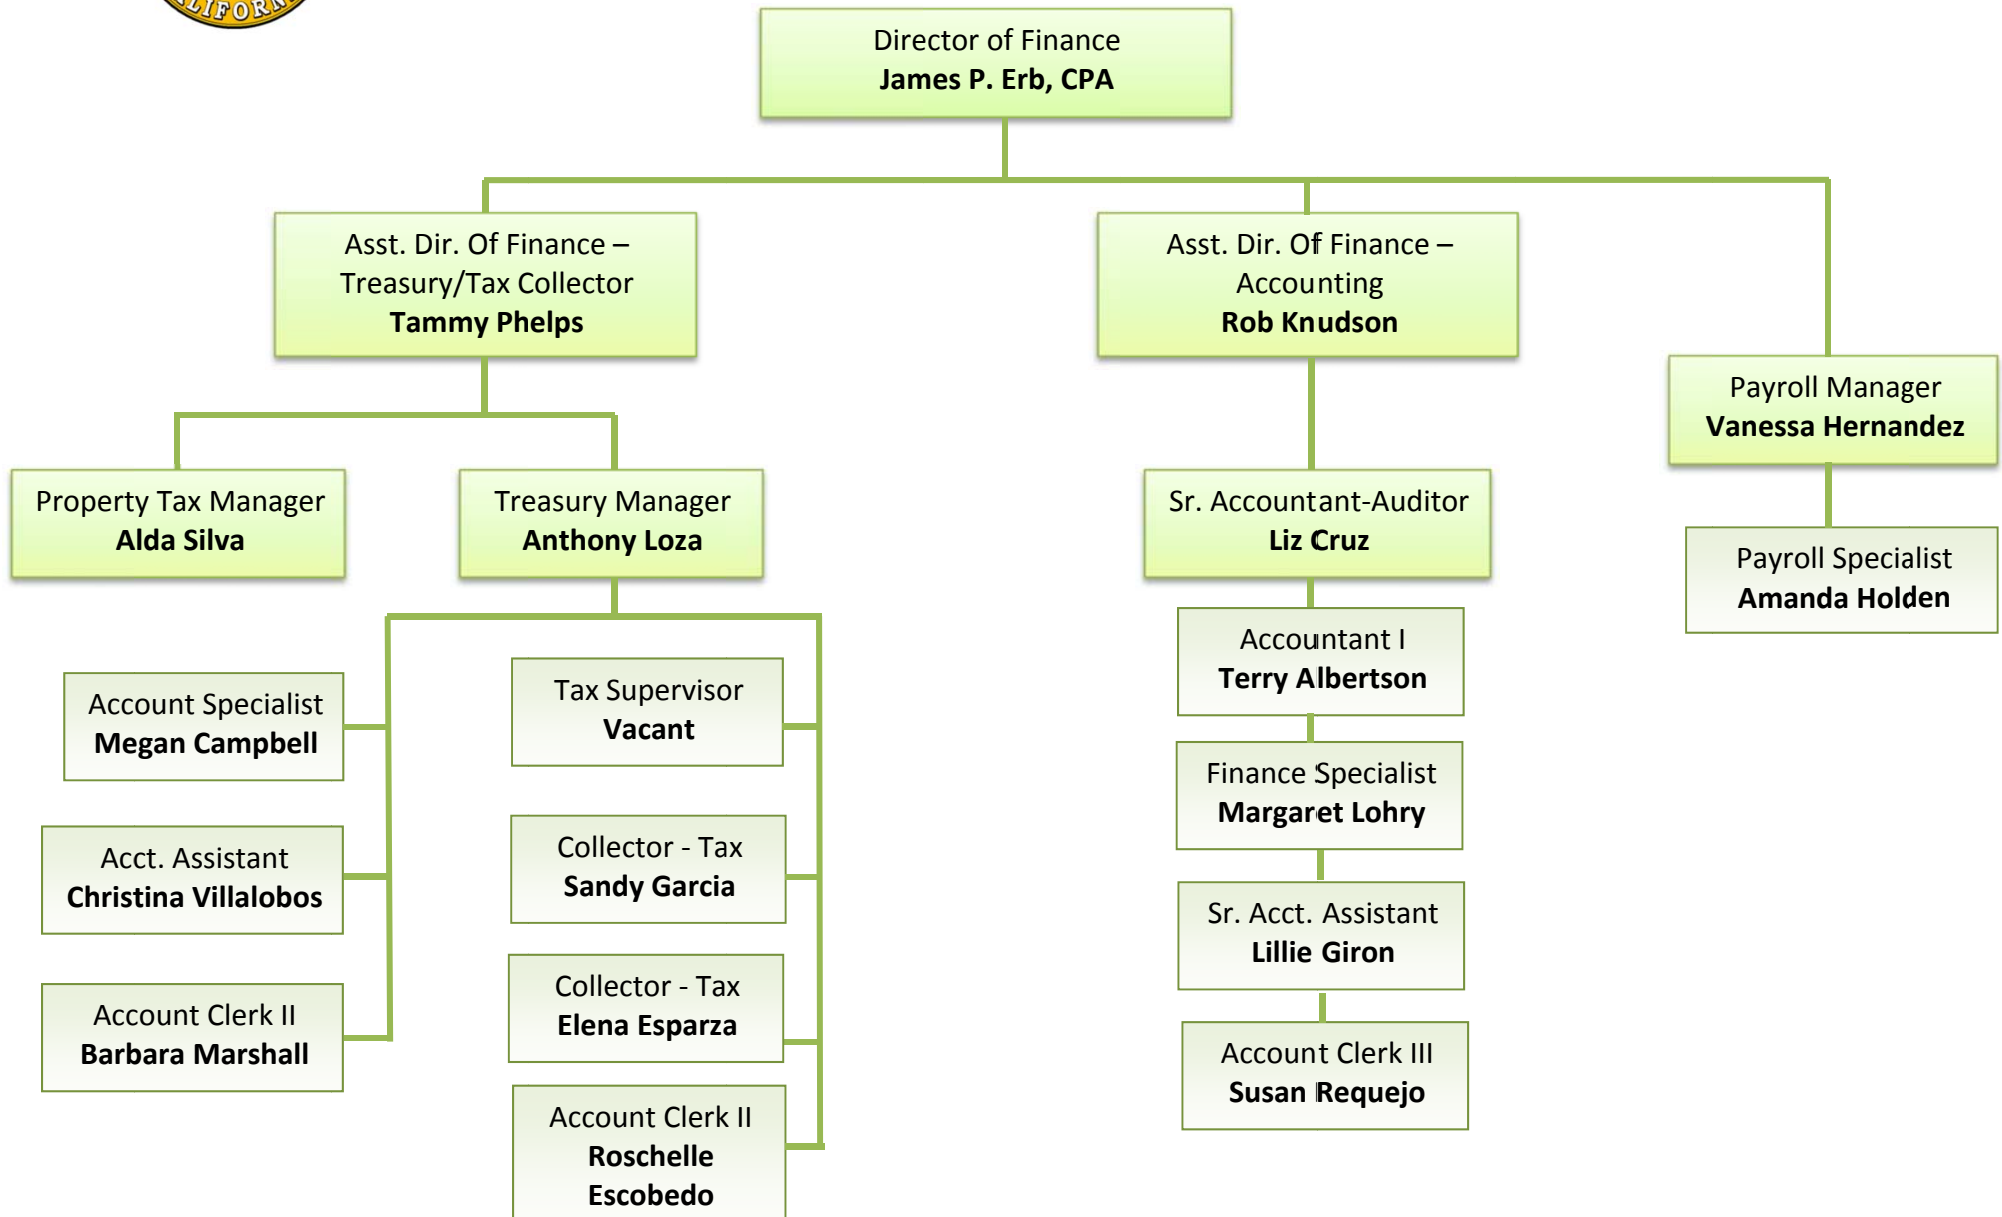 Director of Finance
James P. Erb, CPA
Asst. Dir. Of Finance –
Treasury/Tax Collector
Tammy Phelps
Asst. Dir. Of Finance –
Accounting
Rob Knudson
Payroll Manager
Vanessa Hernandez
Property Tax Manager
Alda Silva
Treasury Manager
Anthony Loza
Sr. Accountant-Auditor
Liz Cruz
Payroll Specialist
Amanda Holden
Account Specialist
Megan Campbell
Acct. Assistant
Christina Villalobos
Account Clerk II
Barbara Marshall
Tax Supervisor
Vacant
Collector - Tax
Sandy Garcia
Collector - Tax
Elena Esparza
Account Clerk II
Roschelle
Escobedo
Accountant I
Terry Albertson
Finance Specialist
Margaret Lohry
Sr. Acct. Assistant
Lillie Giron
Account Clerk III
Susan Requejo